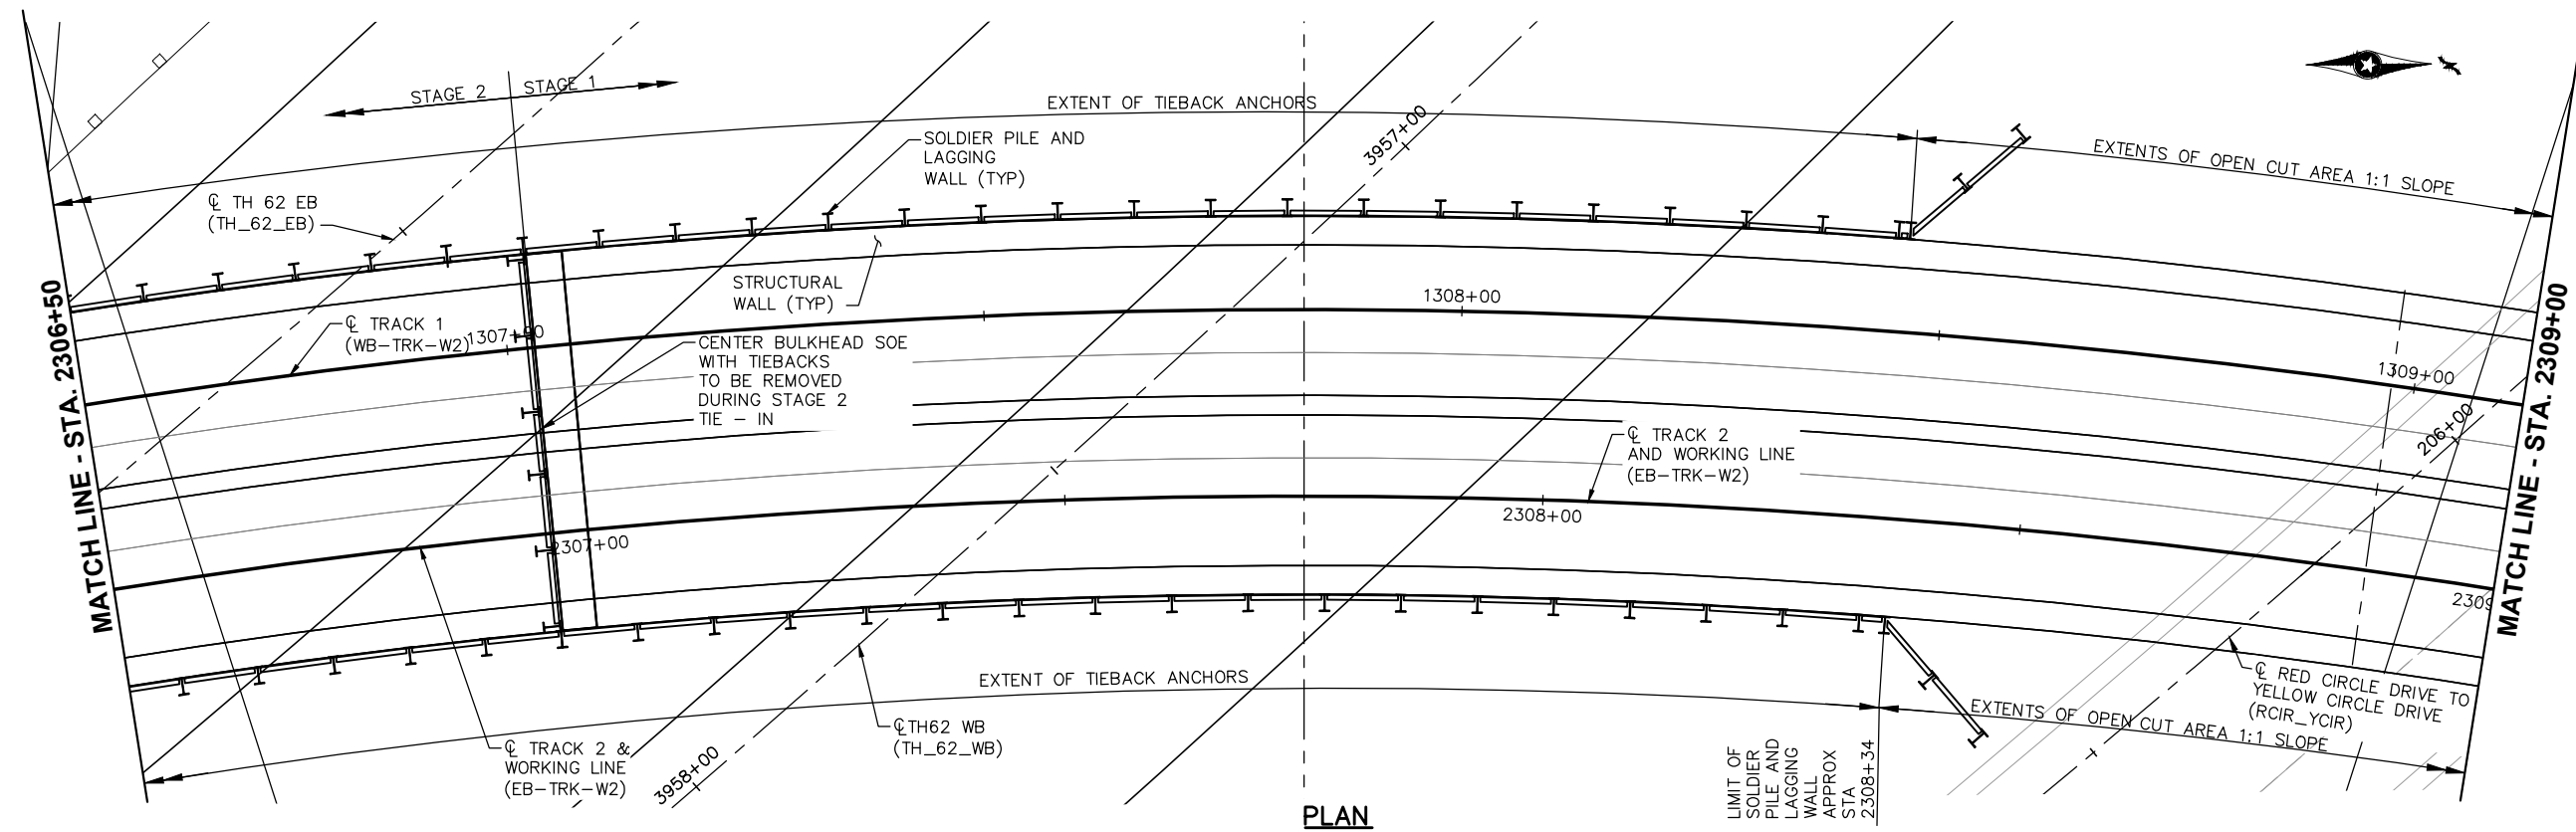 STAGE 2
STAGE 1
EXTENT OF TIEBACK ANCHORS
SOLDIER PILE AND
LAGGING
WALL (TYP)
3957+00
EXTENTS OF OPEN CUT AREA 1:1 SLOPE
℄ TH 62 EB
(TH_62_EB)
MATCH LINE - STA. 2306+50
STRUCTURAL
WALL (TYP)
1308+00
℄ TRACK 1
(WB-TRK-W2)
1307+00
CENTER BULKHEAD SOE
WITH TIEBACKS
TO BE REMOVED
DURING STAGE 2
TIE - IN
1309+00
206+00
MATCH LINE - STA. 2309+00
℄ TRACK 2
AND WORKING LINE
(EB-TRK-W2)
2308+00
2307+00
2309
EXTENT OF TIEBACK ANCHORS
℄ RED CIRCLE DRIVE TO
YELLOW CIRCLE DRIVE
(RCIR_YCIR)
EXTENTS OF OPEN CUT AREA 1:1 SLOPE
℄ TRACK 2 &
WORKING LINE
(EB-TRK-W2)
3958+00
℄TH62 WB
(TH_62_WB)
LIMIT OF
SOLDIER
PILE AND
LAGGING
WALL
APPROX
STA
2308+34
PLAN